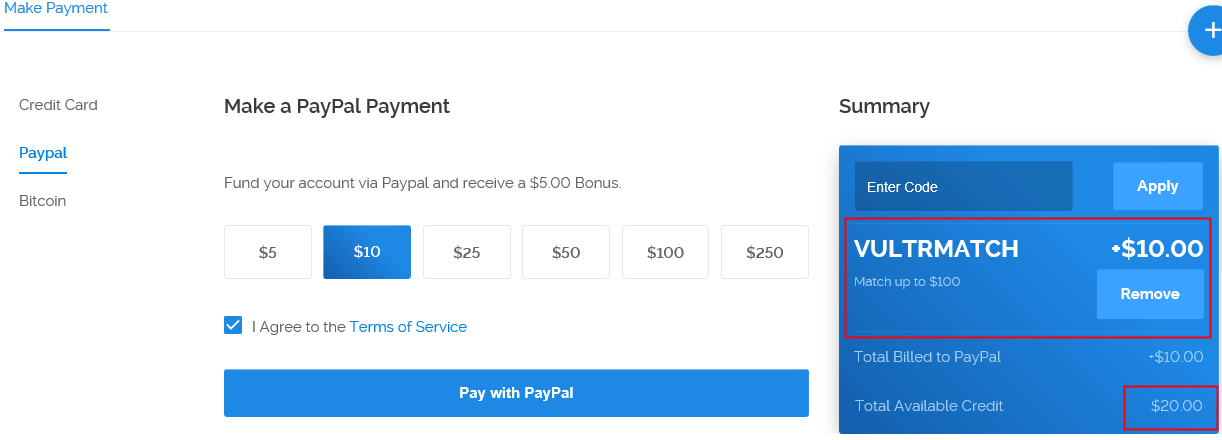 Make Payment
+
Credit Card
Paypal
Bitcoin
Make a PayPal Payment
Fund your account via Paypal and receive a $5.00 Bonus.
$5 $10 $25 $50 $100 $250
I Agree to the Terms of Service
Pay with PayPal
Summary
Enter Code Apply
VULTRMATCH +$10.00
Match up to $100 Remove
Total Billed to PayPal +$10.00
Total Available Credit $20.00